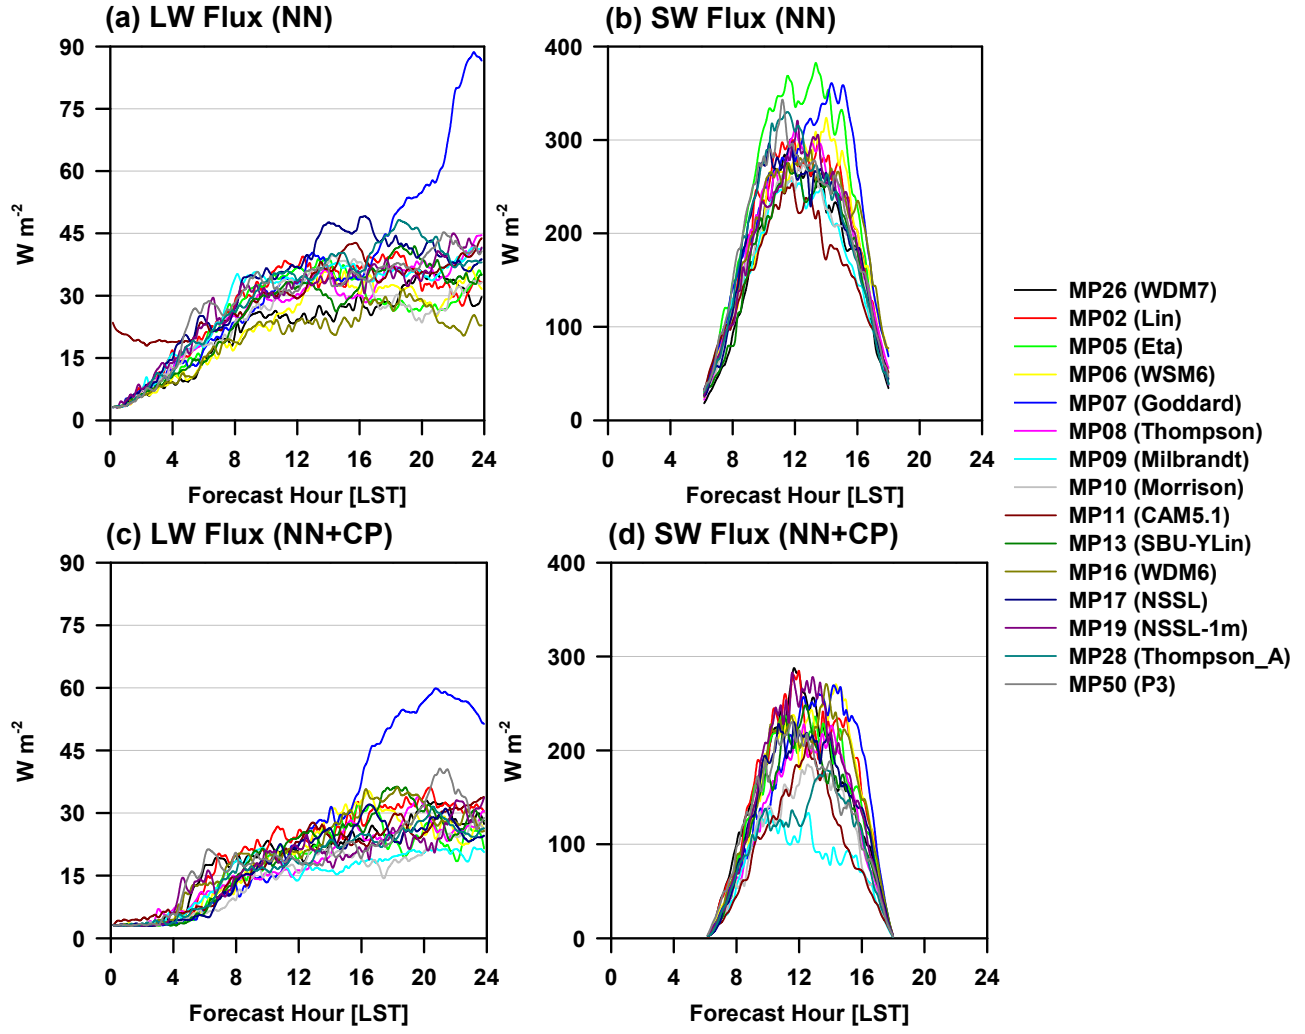 (a) LW Flux (NN)
90
75
60
45
30
15
0
W m-2
0 4 8 12 16 20 24
Forecast Hour [LST]
(b) SW Flux (NN)
400
300
200
100
0
W m-2
0 4 8 12 16 20 24
Forecast Hour [LST]
(c) LW Flux (NN+CP)
90
75
60
45
30
15
0
W m-2
0 4 8 12 16 20 24
Forecast Hour [LST]
(d) SW Flux (NN+CP)
400
300
200
100
0
W m-2
0 4 8 12 16 20 24
Forecast Hour [LST]
MP26 (WDM7)
MP02 (Lin)
MP05 (Eta)
MP06 (WSM6)
MP07 (Goddard)
MP08 (Thompson)
MP09 (Milbrandt)
MP10 (Morrison)
MP11 (CAM5.1)
MP13 (SBU-YLin)
MP16 (WDM6)
MP17 (NSSL)
MP19 (NSSL-1m)
MP28 (Thompson_A)
MP50 (P3)